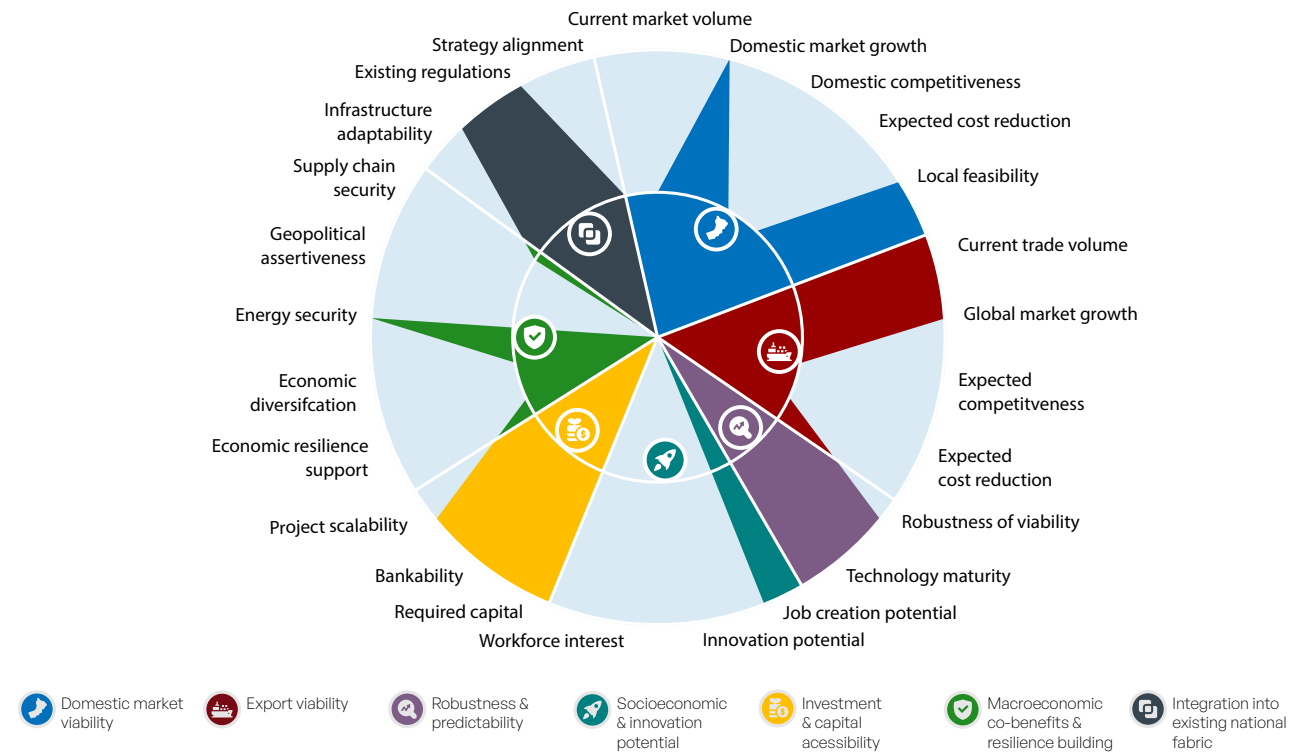 Current market volume
Domestic market growth
Domestic competitiveness
Expected cost reduction
Local feasibility
Current trade volume
Global market growth
Expected
competitveness
Expected
cost reduction
Robustness of viability
Technology maturity
Job creation potential
Innovation potential
Workforce interest
Required capital
Bankability
Project scalability
Economic resilience
support
Economic
diversifcation
Energy security
Geopolitical
assertiveness
Supply chain
security
Infrastructure
adaptability
Existing regulations
Strategy alignment
Domestic market
viability
Export viability
Robustness &
predictability
Socioeconomic
& innovation
potential
Investment
& capital
acessibility
Macroeconomic
co-benefits &
resilience building
Integration into
existing national
fabric